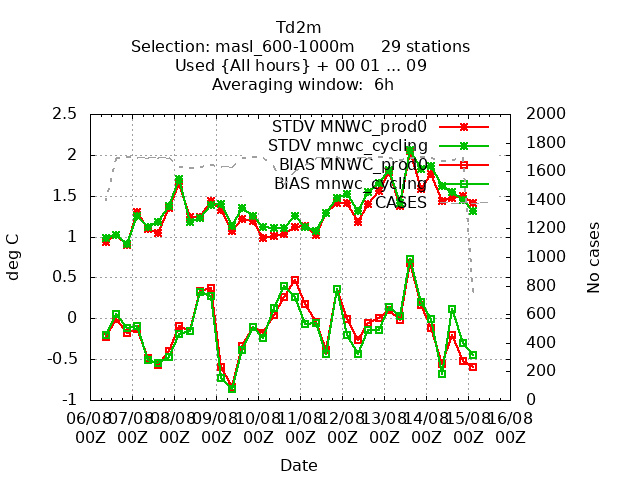 Td2m
Selection: masl_600-1000m 29 stations
Used {All hours} + 00 01 ... 09
Averaging window: 6h
STDV MNWC_prod0
STDV mnwc_cycling
BIAS MNWC_prod0
BIAS mnwc_cycling
CASES
deg C
2.5
2
1.5
1
0.5
0
-0.5
-1
No cases
2000
1800
1600
1400
1200
1000
800
600
400
200
0
06/08 07/08 08/08 09/08 10/08 11/08 12/08 13/08 14/08 15/08 16/08
00Z 00Z 00Z 00Z 00Z 00Z 00Z 00Z 00Z 00Z 00Z
Date